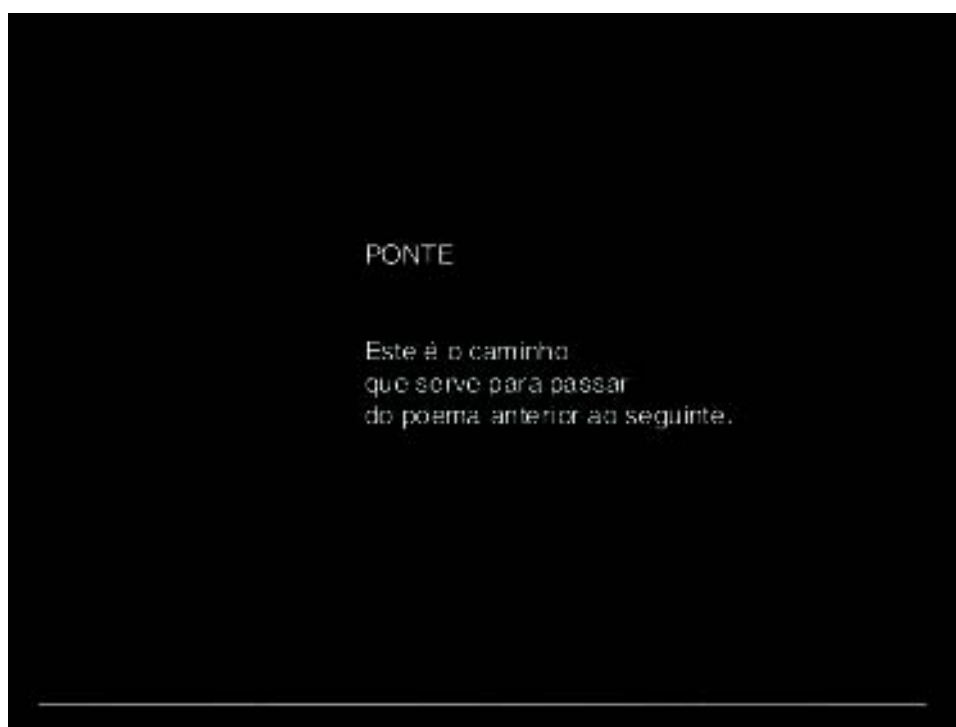 PONTE
Este é o caminho
que serve para passar
do poema anterior ao seguinte.